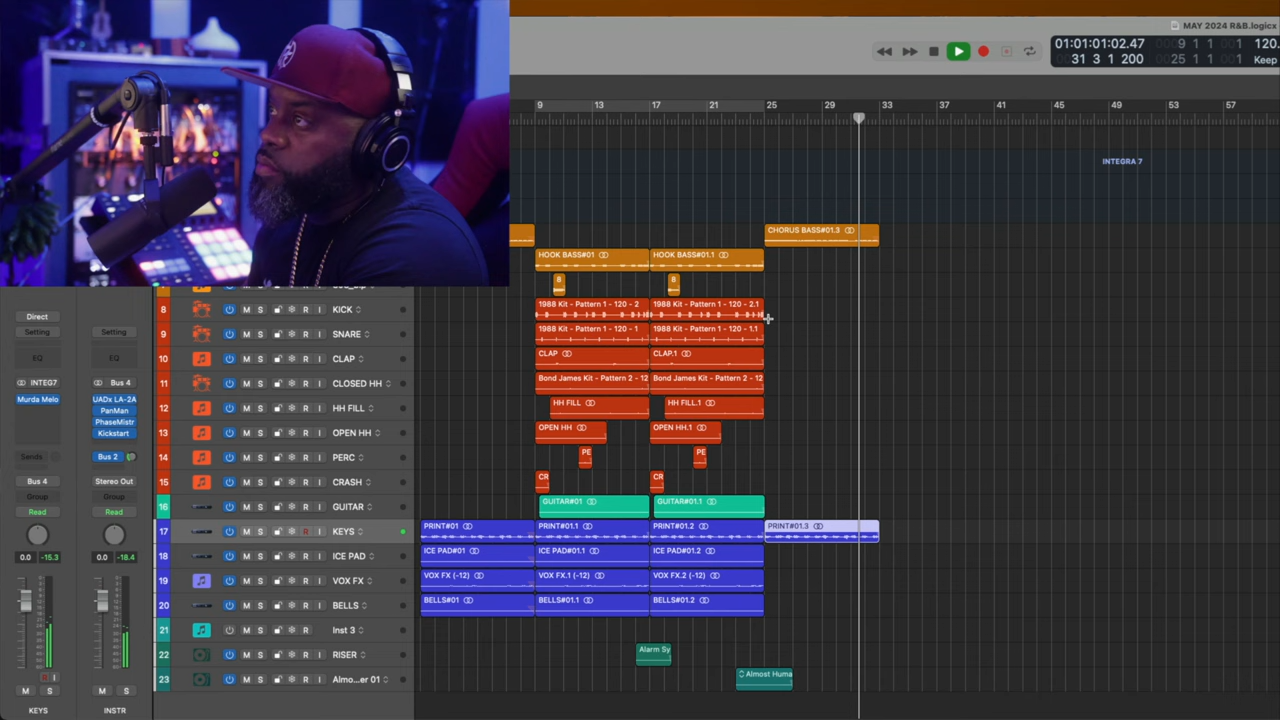 MAY 2024 R&B.logicx
01:01:01:02.47
9 1 1 1
120.
31 3 1 200
25 1 1 1
Keep
9 13 17 21 25 29 33 37 41 45 49 53 57
INTEGRA 7
CHORUS BASS#01.3
HOOK BASS#01
HOOK BASS#01.1
8
8
Direct
Setting
Setting
EQ
EQ
INTEG7
Bus 4
Murda Melo
UADx LA-2A
PanMan
PhaseMistr
Kickstart
Sends
Bus 2
Bus 4
Stereo Out
Group
Group
Read
Read
0.0 -15.3
0.0 -18.4
R I
M S
M S
KEYS
INSTR
8 M S R I KICK
1988 Kit - Pattern 1 - 120 - 2
1988 Kit - Pattern 1 - 120 - 2.1
9 M S R I SNARE
1988 Kit - Pattern 1 - 120 - 1
1988 Kit - Pattern 1 - 120 - 1.1
10 M S R I CLAP
CLAP
CLAP.1
11 M S R I CLOSED HH
Bond James Kit - Pattern 2 - 12
Bond James Kit - Pattern 2 - 12
12 M S R I HH FILL
HH FILL
HH FILL.1
13 M S R I OPEN HH
OPEN HH
OPEN HH.1
14 M S R I PERC
PE
PE
15 M S R I CRASH
CR
CR
16 M S R I GUITAR
GUITAR#01
GUITAR#01.1
17 M S R I KEYS
PRINT#01
PRINT#01.1
PRINT#01.2
PRINT#01.3
18 M S R I ICE PAD
ICE PAD#01
ICE PAD#01.1
ICE PAD#01.2
19 M S R I VOX FX
VOX FX (-12)
VOX FX.1 (-12)
VOX FX.2 (-12)
20 M S R I BELLS
BELLS#01
BELLS#01.1
BELLS#01.2
21 M S R Inst 3
22 M S R I RISER
Alarm Sy
23 M S R I Almo...er 01
Almost Huma